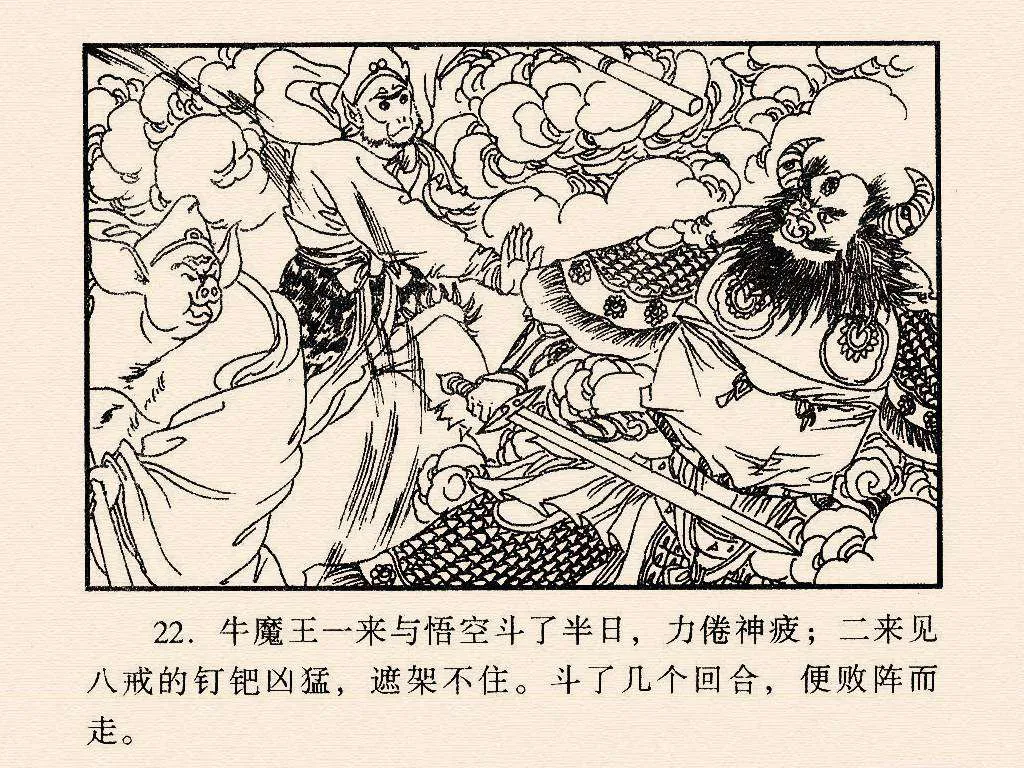 22. 牛魔王一来与悟空斗了半日，力倦神疲；二来见
八戒的钉钯凶猛，遮架不住。斗了几个回合，便败阵而
走。